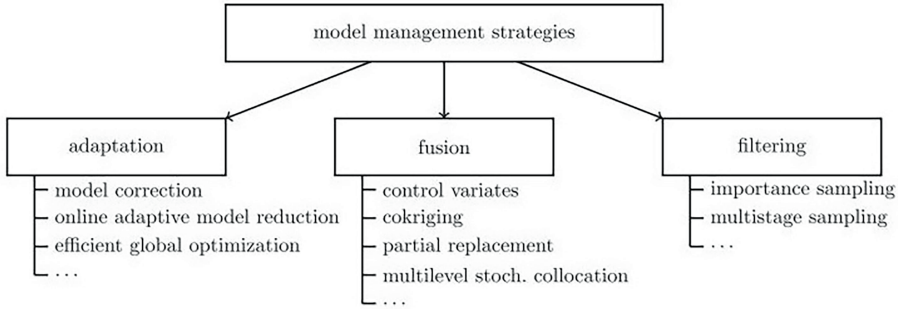 model management strategies
adaptation
model correction
online adaptive model reduction
efficient global optimization
...
fusion
control variates
cokriging
partial replacement
multilevel stoch. collocation
...
filtering
importance sampling
multistage sampling
...